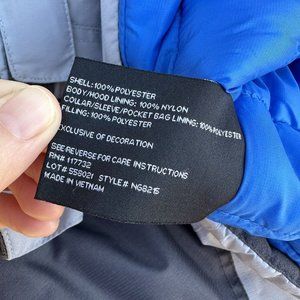 SHELL: 100% POLYESTER
BODY/HOOD LINING: 100% NYLON
COLLAR/SLEEVE/POCKET BAG LINING: 100% POLYESTER
FILLING: 100% POLYESTER
EXCLUSIVE OF DECORATION
SEE REVERSE FOR CARE INSTRUCTIONS
RN# 117732
LOT# 558021 STYLE# NG8215
MADE IN VIETNAM